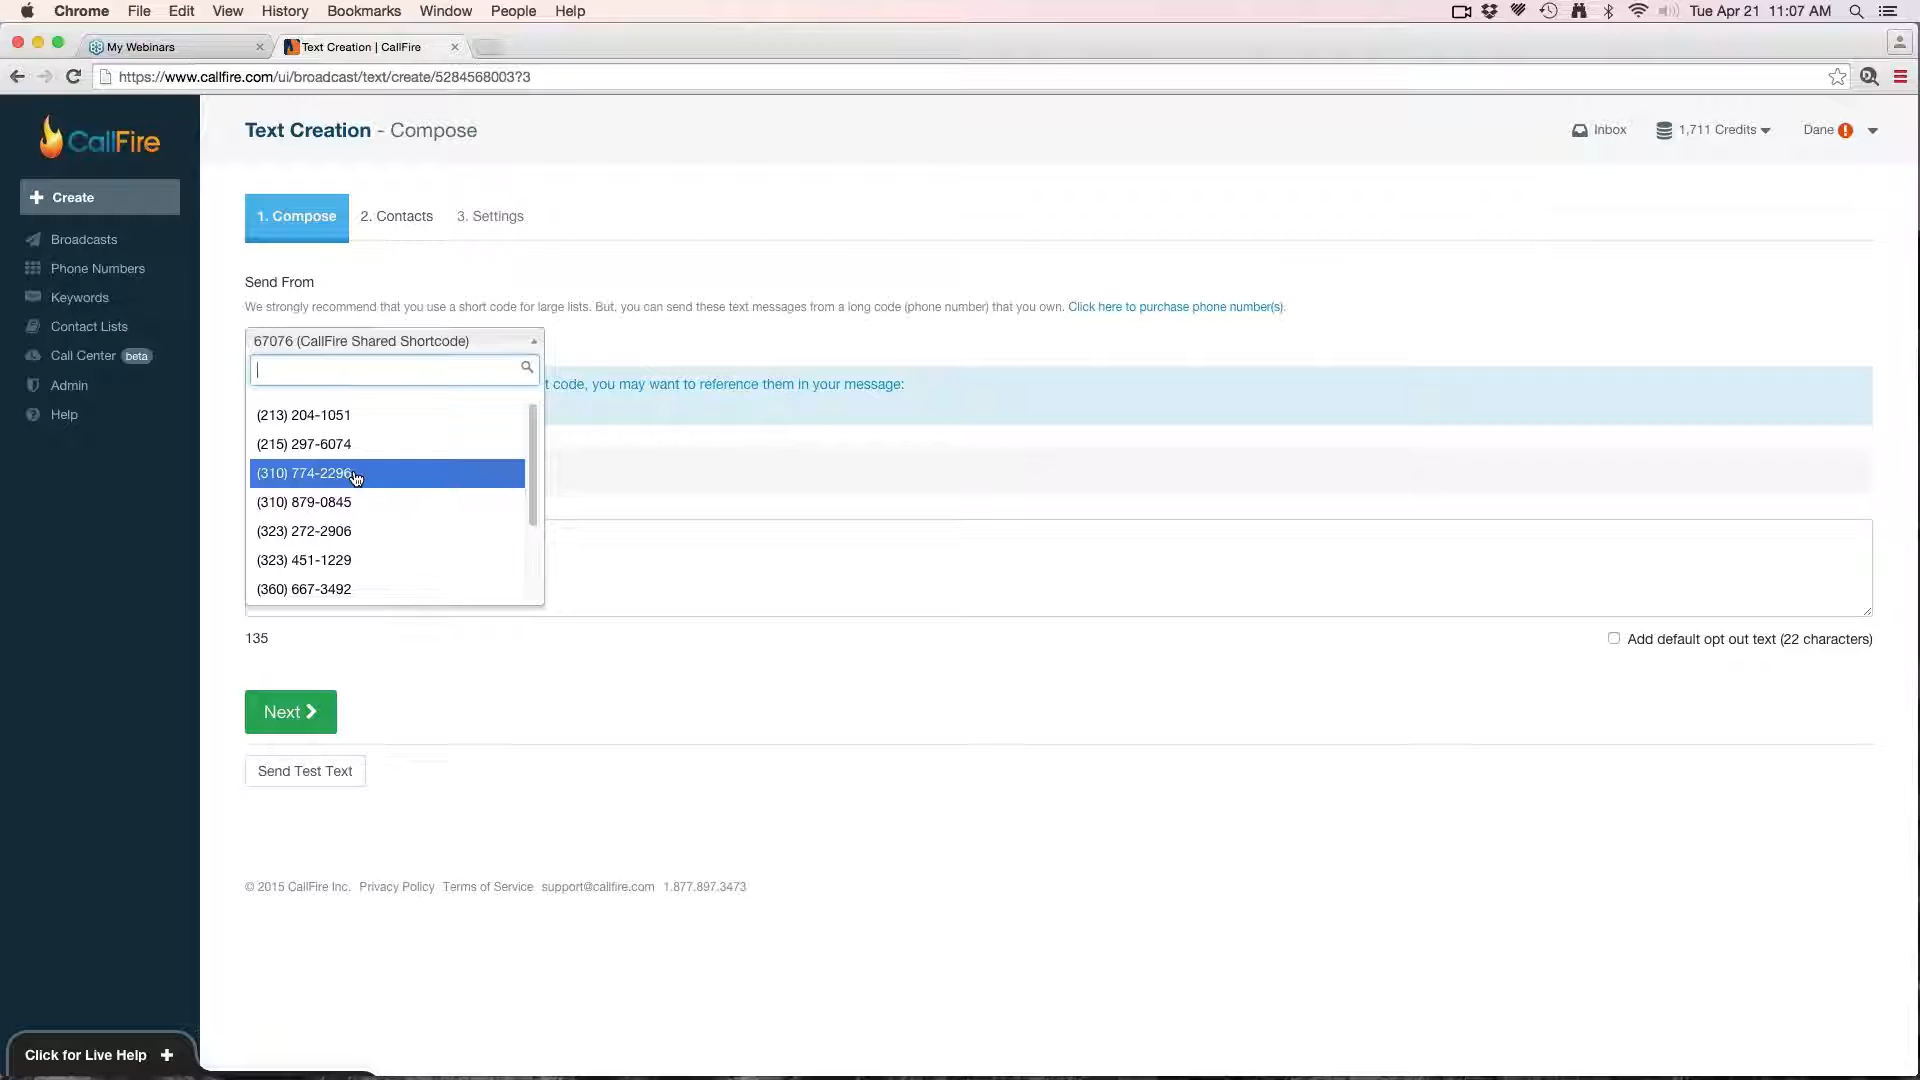 Chrome File Edit View History Bookmarks Window People Help Tue Apr 21 11:07 AM
My Webinars
Text Creation | CallFire
https://www.callfire.com/ui/broadcast/text/create/5284568003?3
CallFire
Text Creation - Compose
Inbox
1,711 Credits
Dane
Create
Broadcasts
Phone Numbers
Keywords
Contact Lists
Call Center beta
Admin
Help
1. Compose
2. Contacts
3. Settings
Send From
We strongly recommend that you use a short code for large lists. But, you can send these text messages from a long code (phone number) that you own. Click here to purchase phone number(s).
67076 (CallFire Shared Shortcode)
t code, you may want to reference them in your message:
(213) 204-1051
(215) 297-6074
(310) 774-2296
(310) 879-0845
(323) 272-2906
(323) 451-1229
(360) 667-3492
135
Add default opt out text (22 characters)
Next
Send Test Text
© 2015 CallFire Inc. Privacy Policy Terms of Service support@callfire.com 1.877.897.3473
Click for Live Help